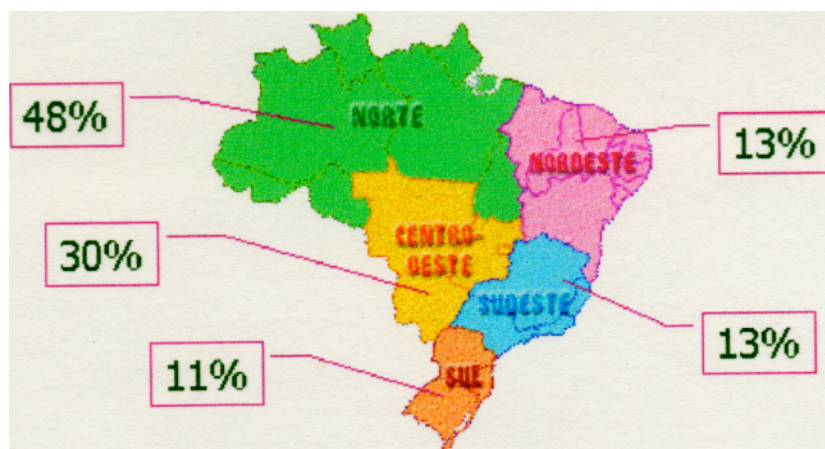 48%
NORTE
13%
NORDESTE
30%
CENTRO-
OESTE
SUDESTE
13%
11%
SUL